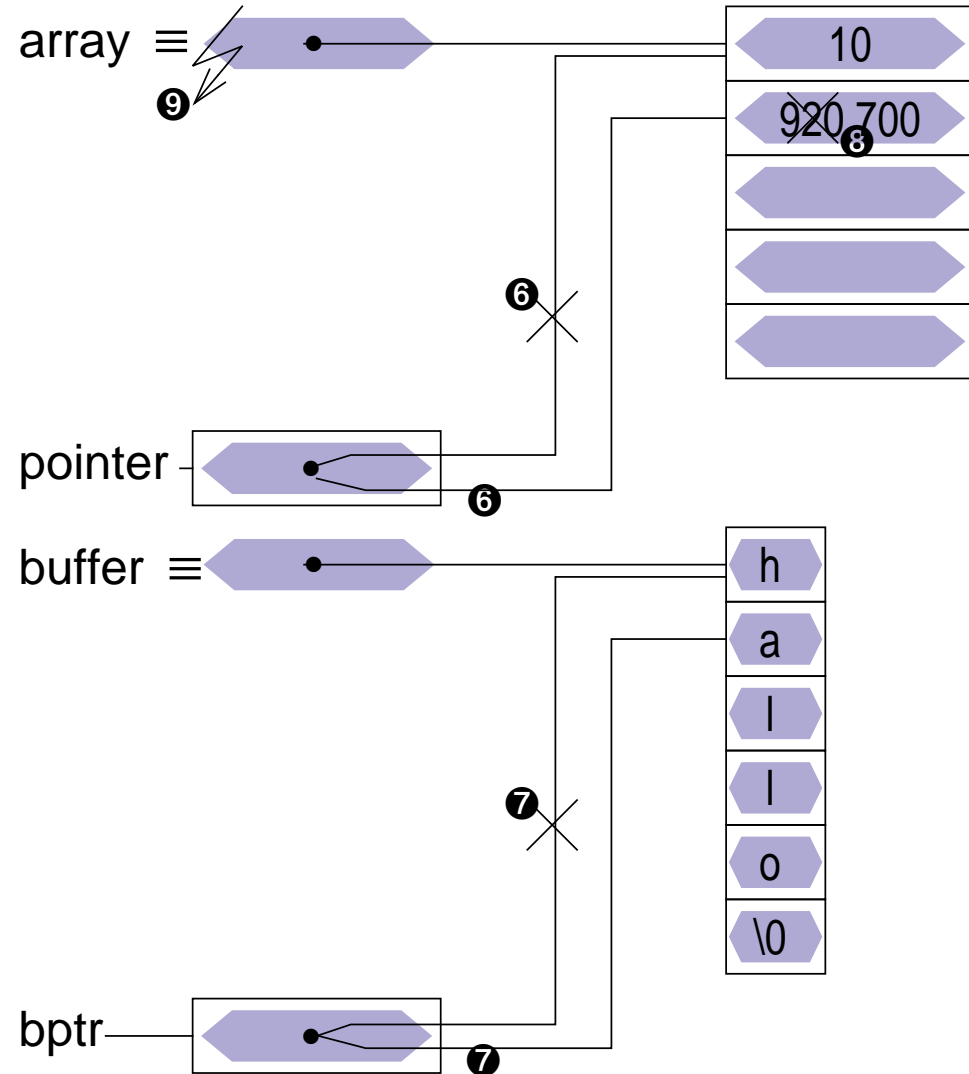 array ≡
10
❾
920 700
❽
❻
pointer
❻
buffer ≡
h
a
l
l
❼
o
\0
bptr
❼